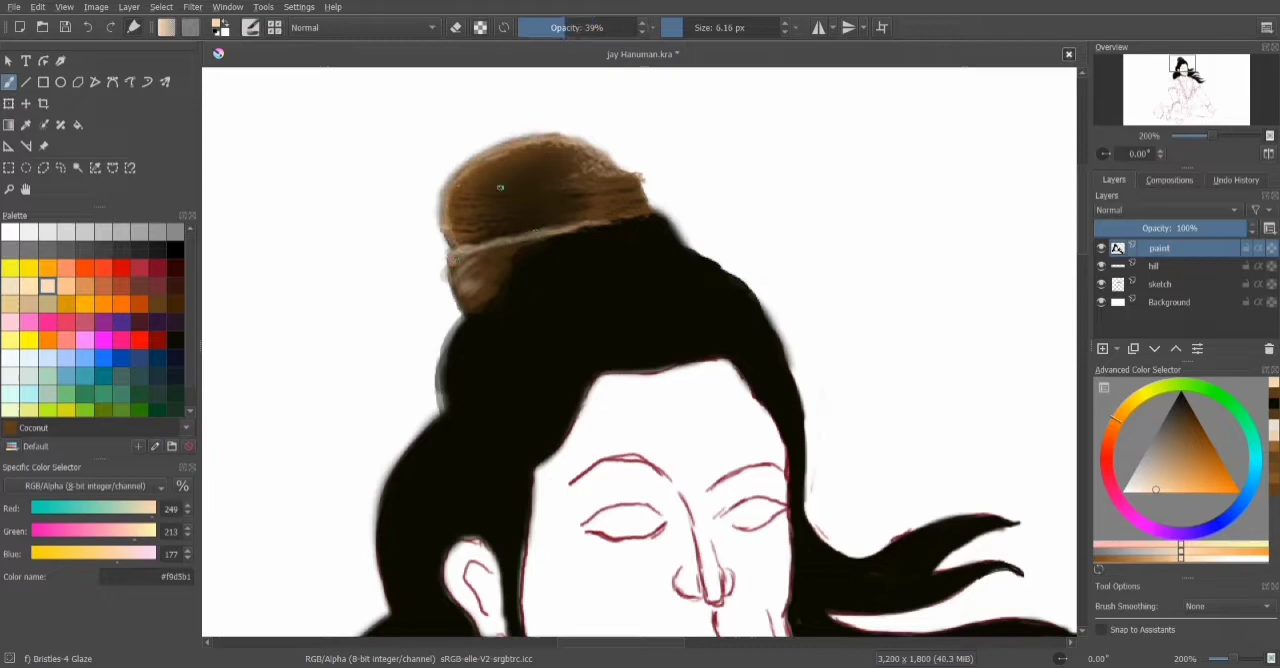 File Edit View Image Layer Select Filter Window Tools Settings Help
Normal Opacity: 39% Size: 6.16 px
jay Hanuman.kra *
Overview
200%
0.00°
Layers Compositions Undo History
Layers
Normal
Opacity: 100%
paint
hill
sketch
Background
Advanced Color Selector
Tool Options
Brush Smoothing: None
Snap to Assistants
Palette
Coconut
Default
Specific Color Selector
RGB/Alpha (8-bit integer/channel) %
Red: 249
Green: 213
Blue: 177
Color name: #f9d5b1
f) Bristles-4 Glaze RGB/Alpha (8-bit integer/channel) sRGB-elle-V2-srgbtrc.icc 3,200 x 1,800 (40.3 MiB) 0.00° 200%